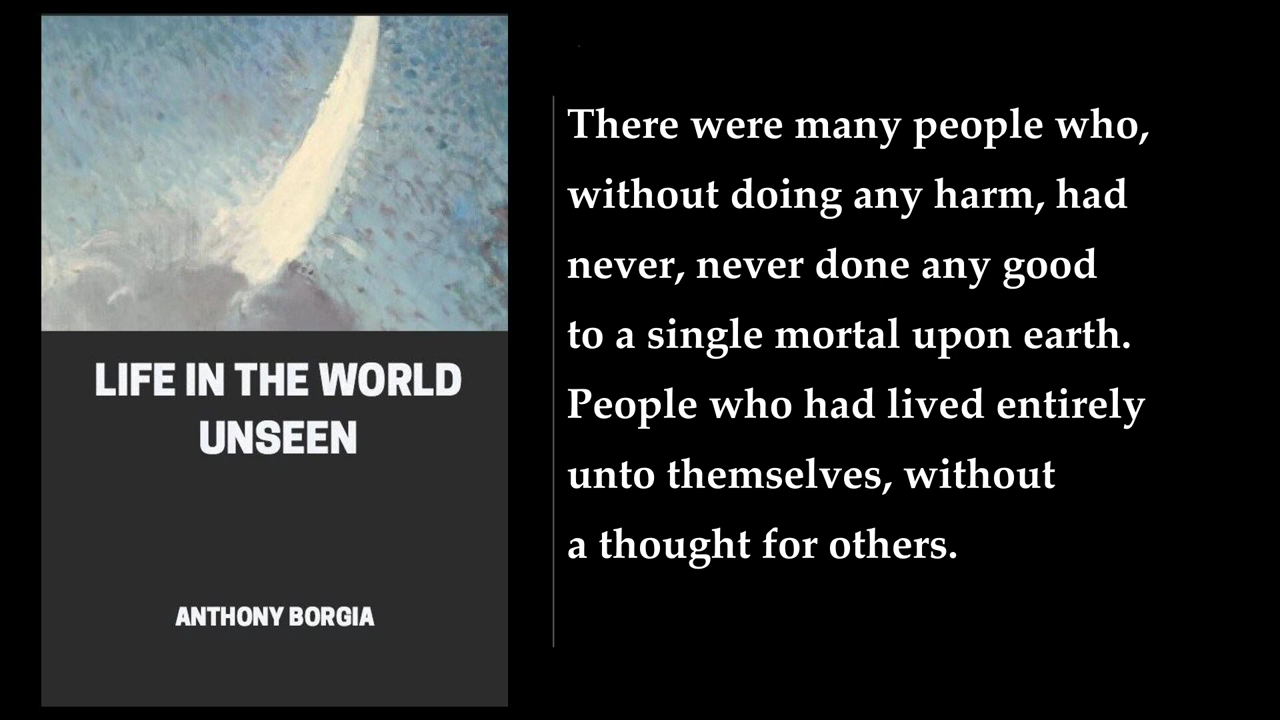 LIFE IN THE WORLD
UNSEEN
ANTHONY BORGIA
There were many people who,
without doing any harm, had
never, never done any good
to a single mortal upon earth.
People who had lived entirely
unto themselves, without
a thought for others.